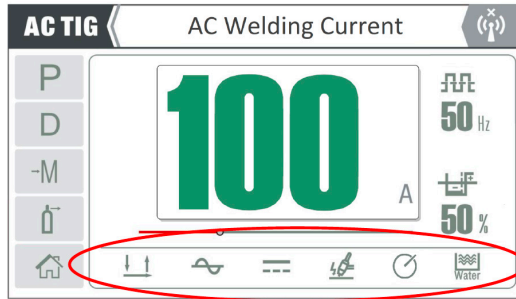 AC TIG
AC Welding Current
P
D
-M
100
A
50 Hz
50 %
Water